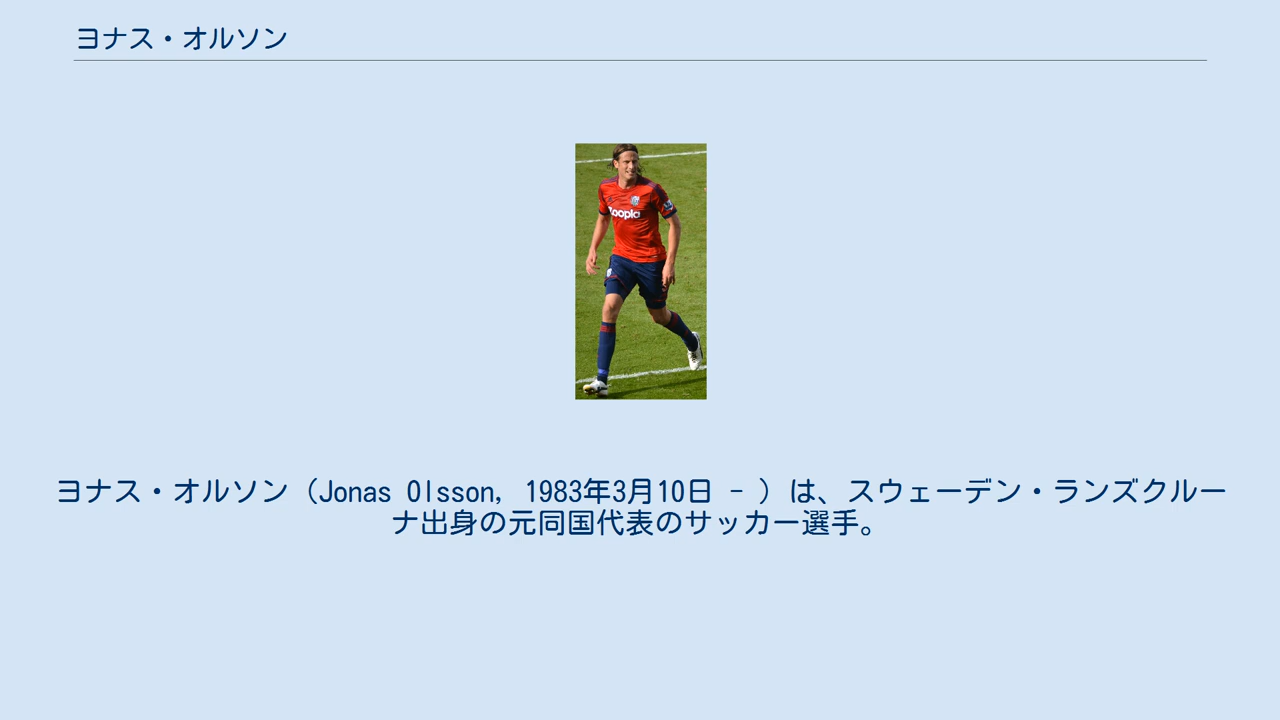 ヨナス・オルソン
zoopla
ヨナス・オルソン（Jonas Olsson, 1983年3月10日 - ）は、スウェーデン・ランズクルー
ナ出身の元同国代表のサッカー選手。